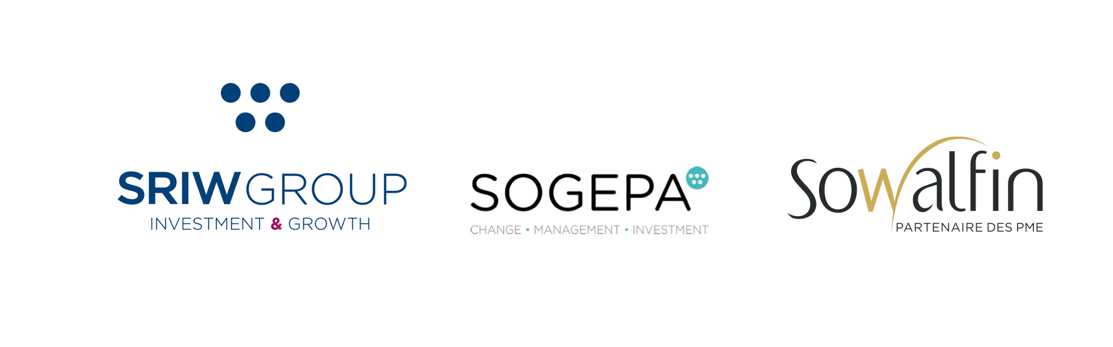 SRIWGROUP
INVESTMENT & GROWTH
SOGEPA
CHANGE • MANAGEMENT • INVESTMENT
Sowalfin
PARTENAIRE DES PME